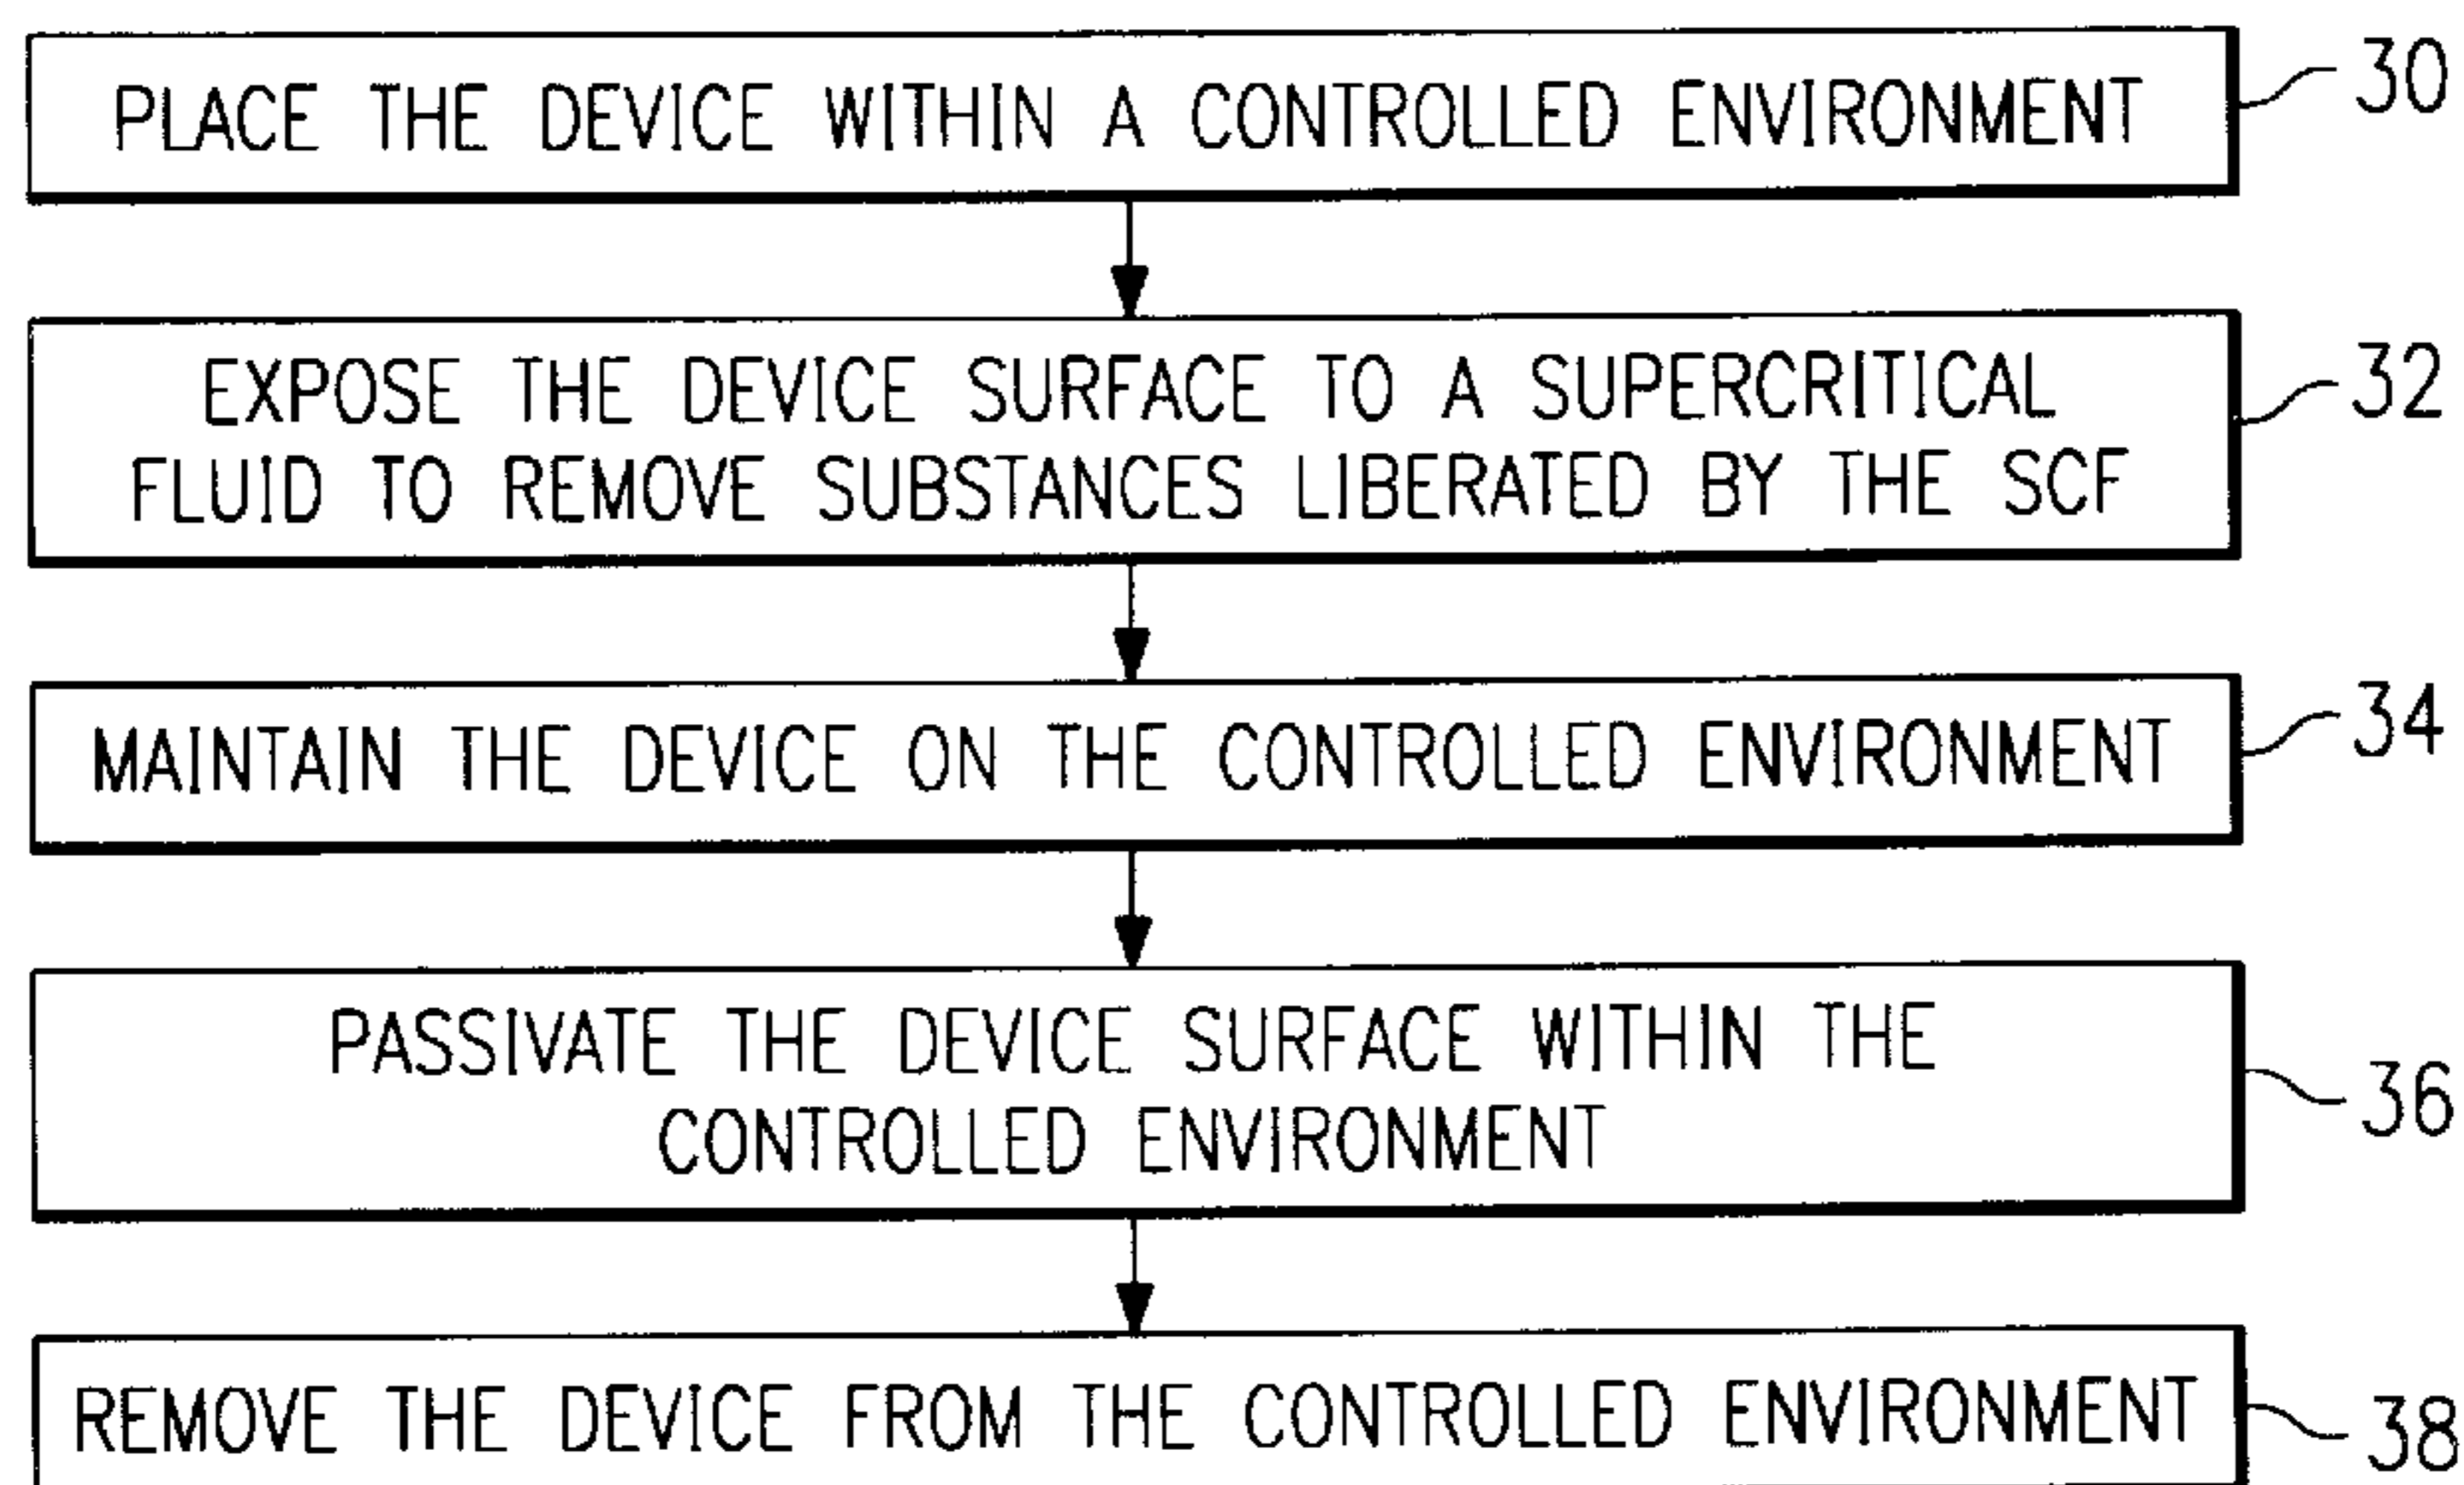 PLACE THE DEVICE WITHIN A CONTROLLED ENVIRONMENT
30
EXPOSE THE DEVICE SURFACE TO A SUPERCRITICAL
FLUID TO REMOVE SUBSTANCES LIBERATED BY THE SCF
32
MAINTAIN THE DEVICE ON THE CONTROLLED ENVIRONMENT
34
PASSIVATE THE DEVICE SURFACE WITHIN THE
CONTROLLED ENVIRONMENT
36
REMOVE THE DEVICE FROM THE CONTROLLED ENVIRONMENT
38